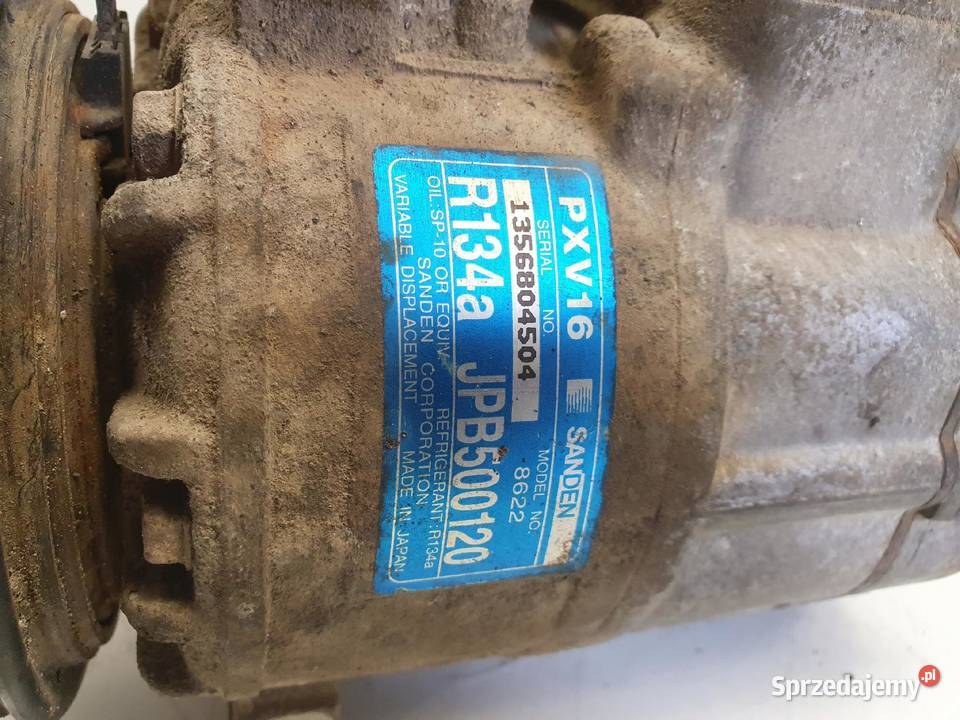 PXV16 SANDEN
SERIAL NO. MODEL NO.
1356804504 8622
R134a JPB500120
OIL: SP-10 OR EQUIV. REFRIGERANT: R134a
SANDEN CORPORATION
VARIABLE DISPLACEMENT MADE IN JAPAN
Sprzedajemy.pl